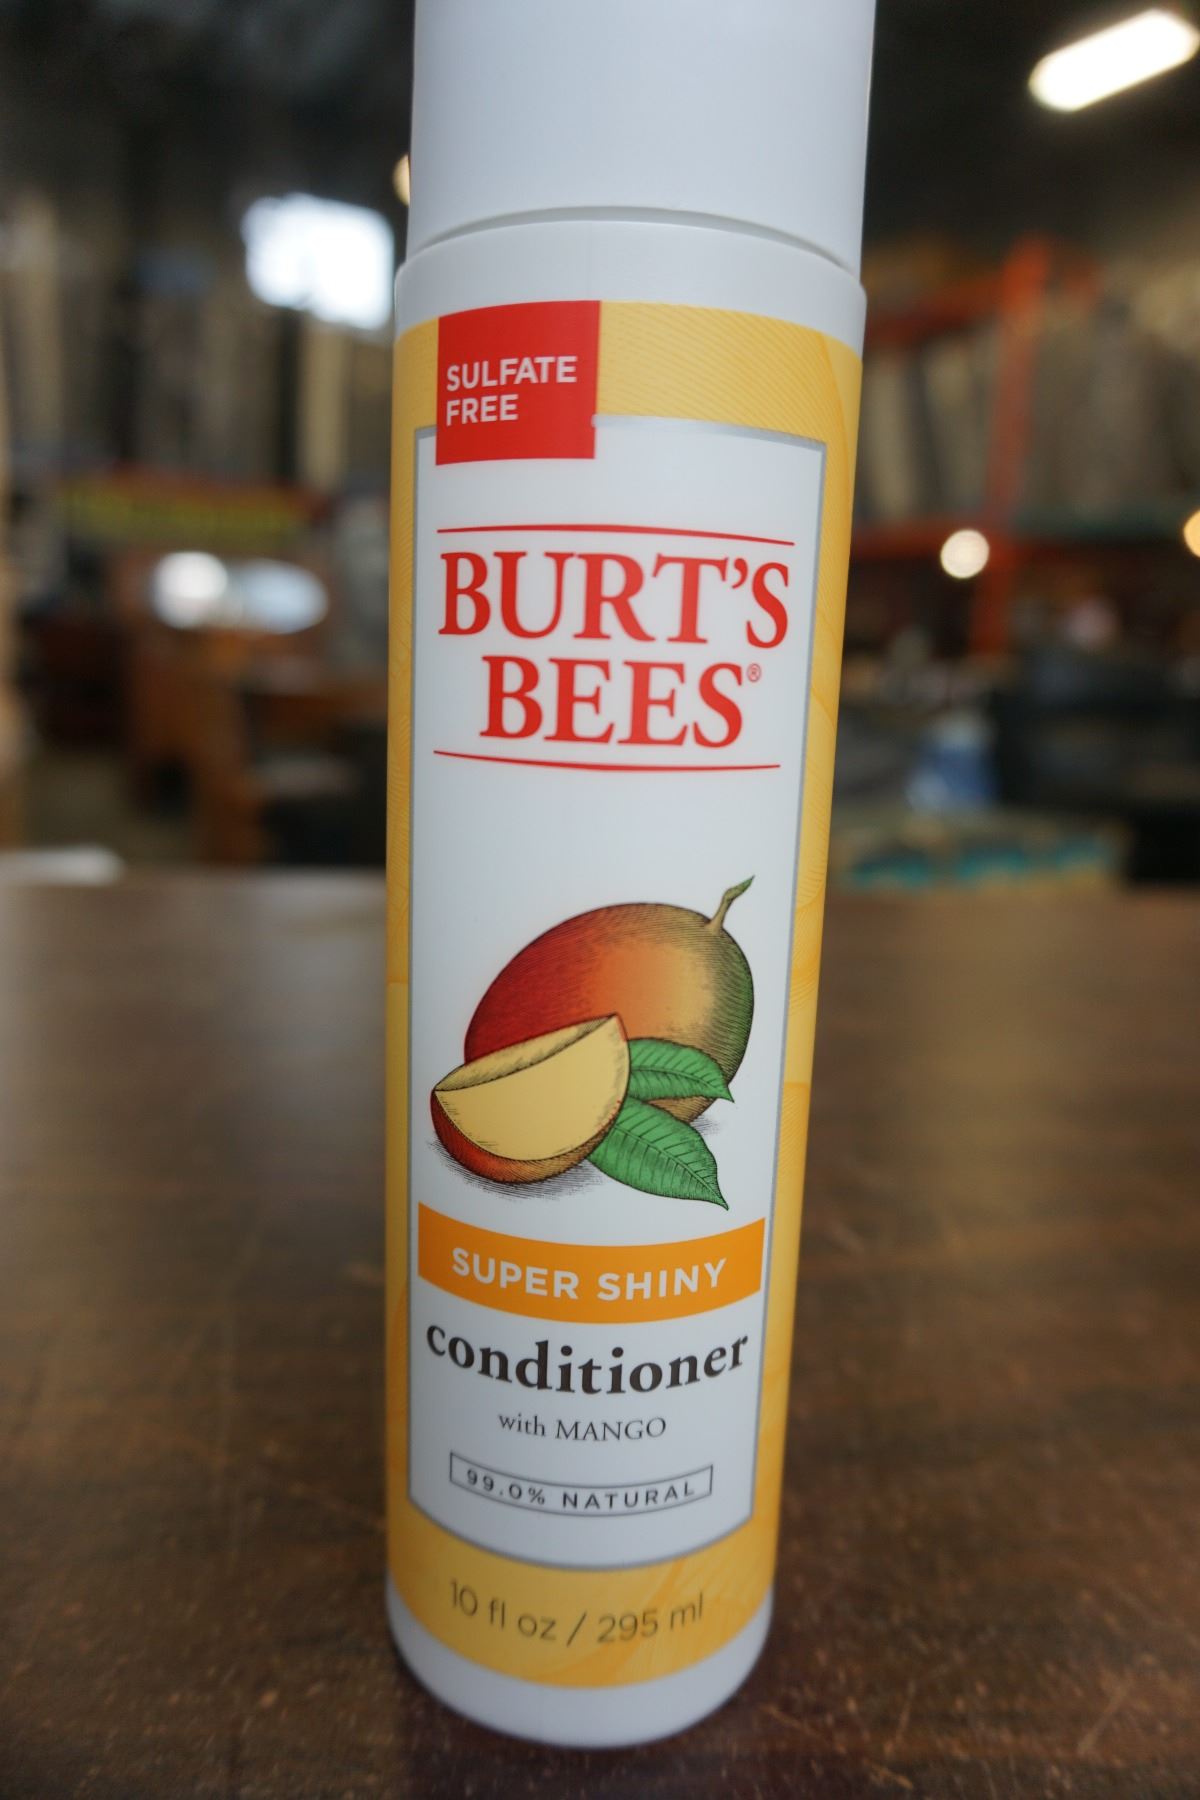 SULFATE
FREE
BURT'S
BEES®
SUPER SHINY
conditioner
with MANGO
99.0% NATURAL
10 fl oz / 295 ml